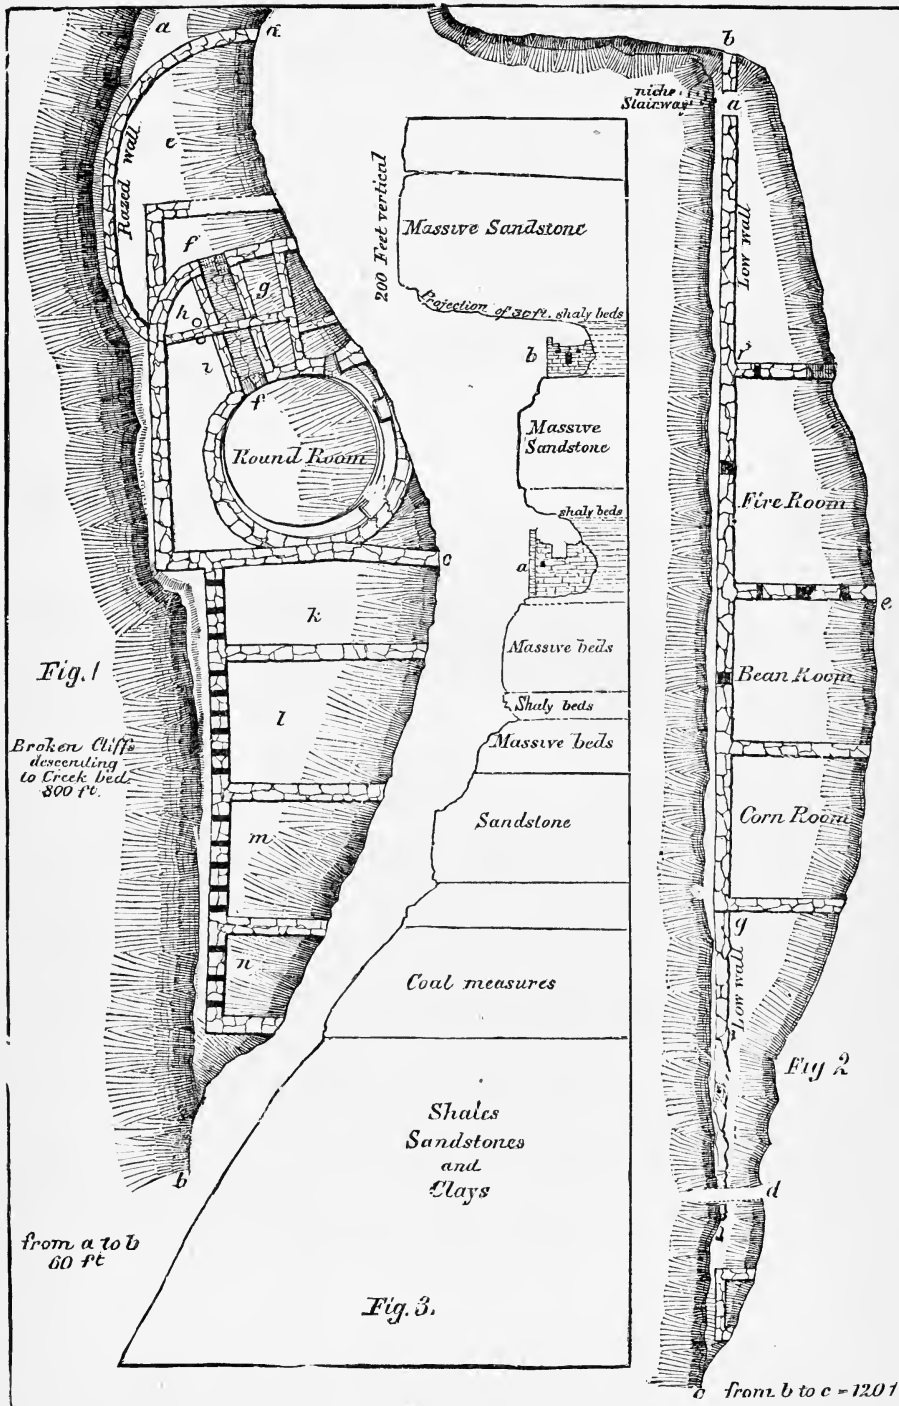 a
a
Razed wall
e
f
g
h
o
i
f
Round Room
c
k
Fig. 1
l
Broken Cliffs
descending
to Creek bed
800 ft.
m
n
b
from a to b
60 ft
200 Feet vertical
Massive Sandstone
Projection of 30 ft. shaly beds
b
Massive
Sandstone
shaly beds
a
Massive beds
Shaly beds
Massive beds
Sandstone
Coal measures
Shales
Sandstones
and
Clays
Fig. 3.
b
niche
Stairway
a
Low wall
Fire Room
e
Bean Room
Corn Room
g
Low wall
Fig 2
d
c
from b to c = 120 f